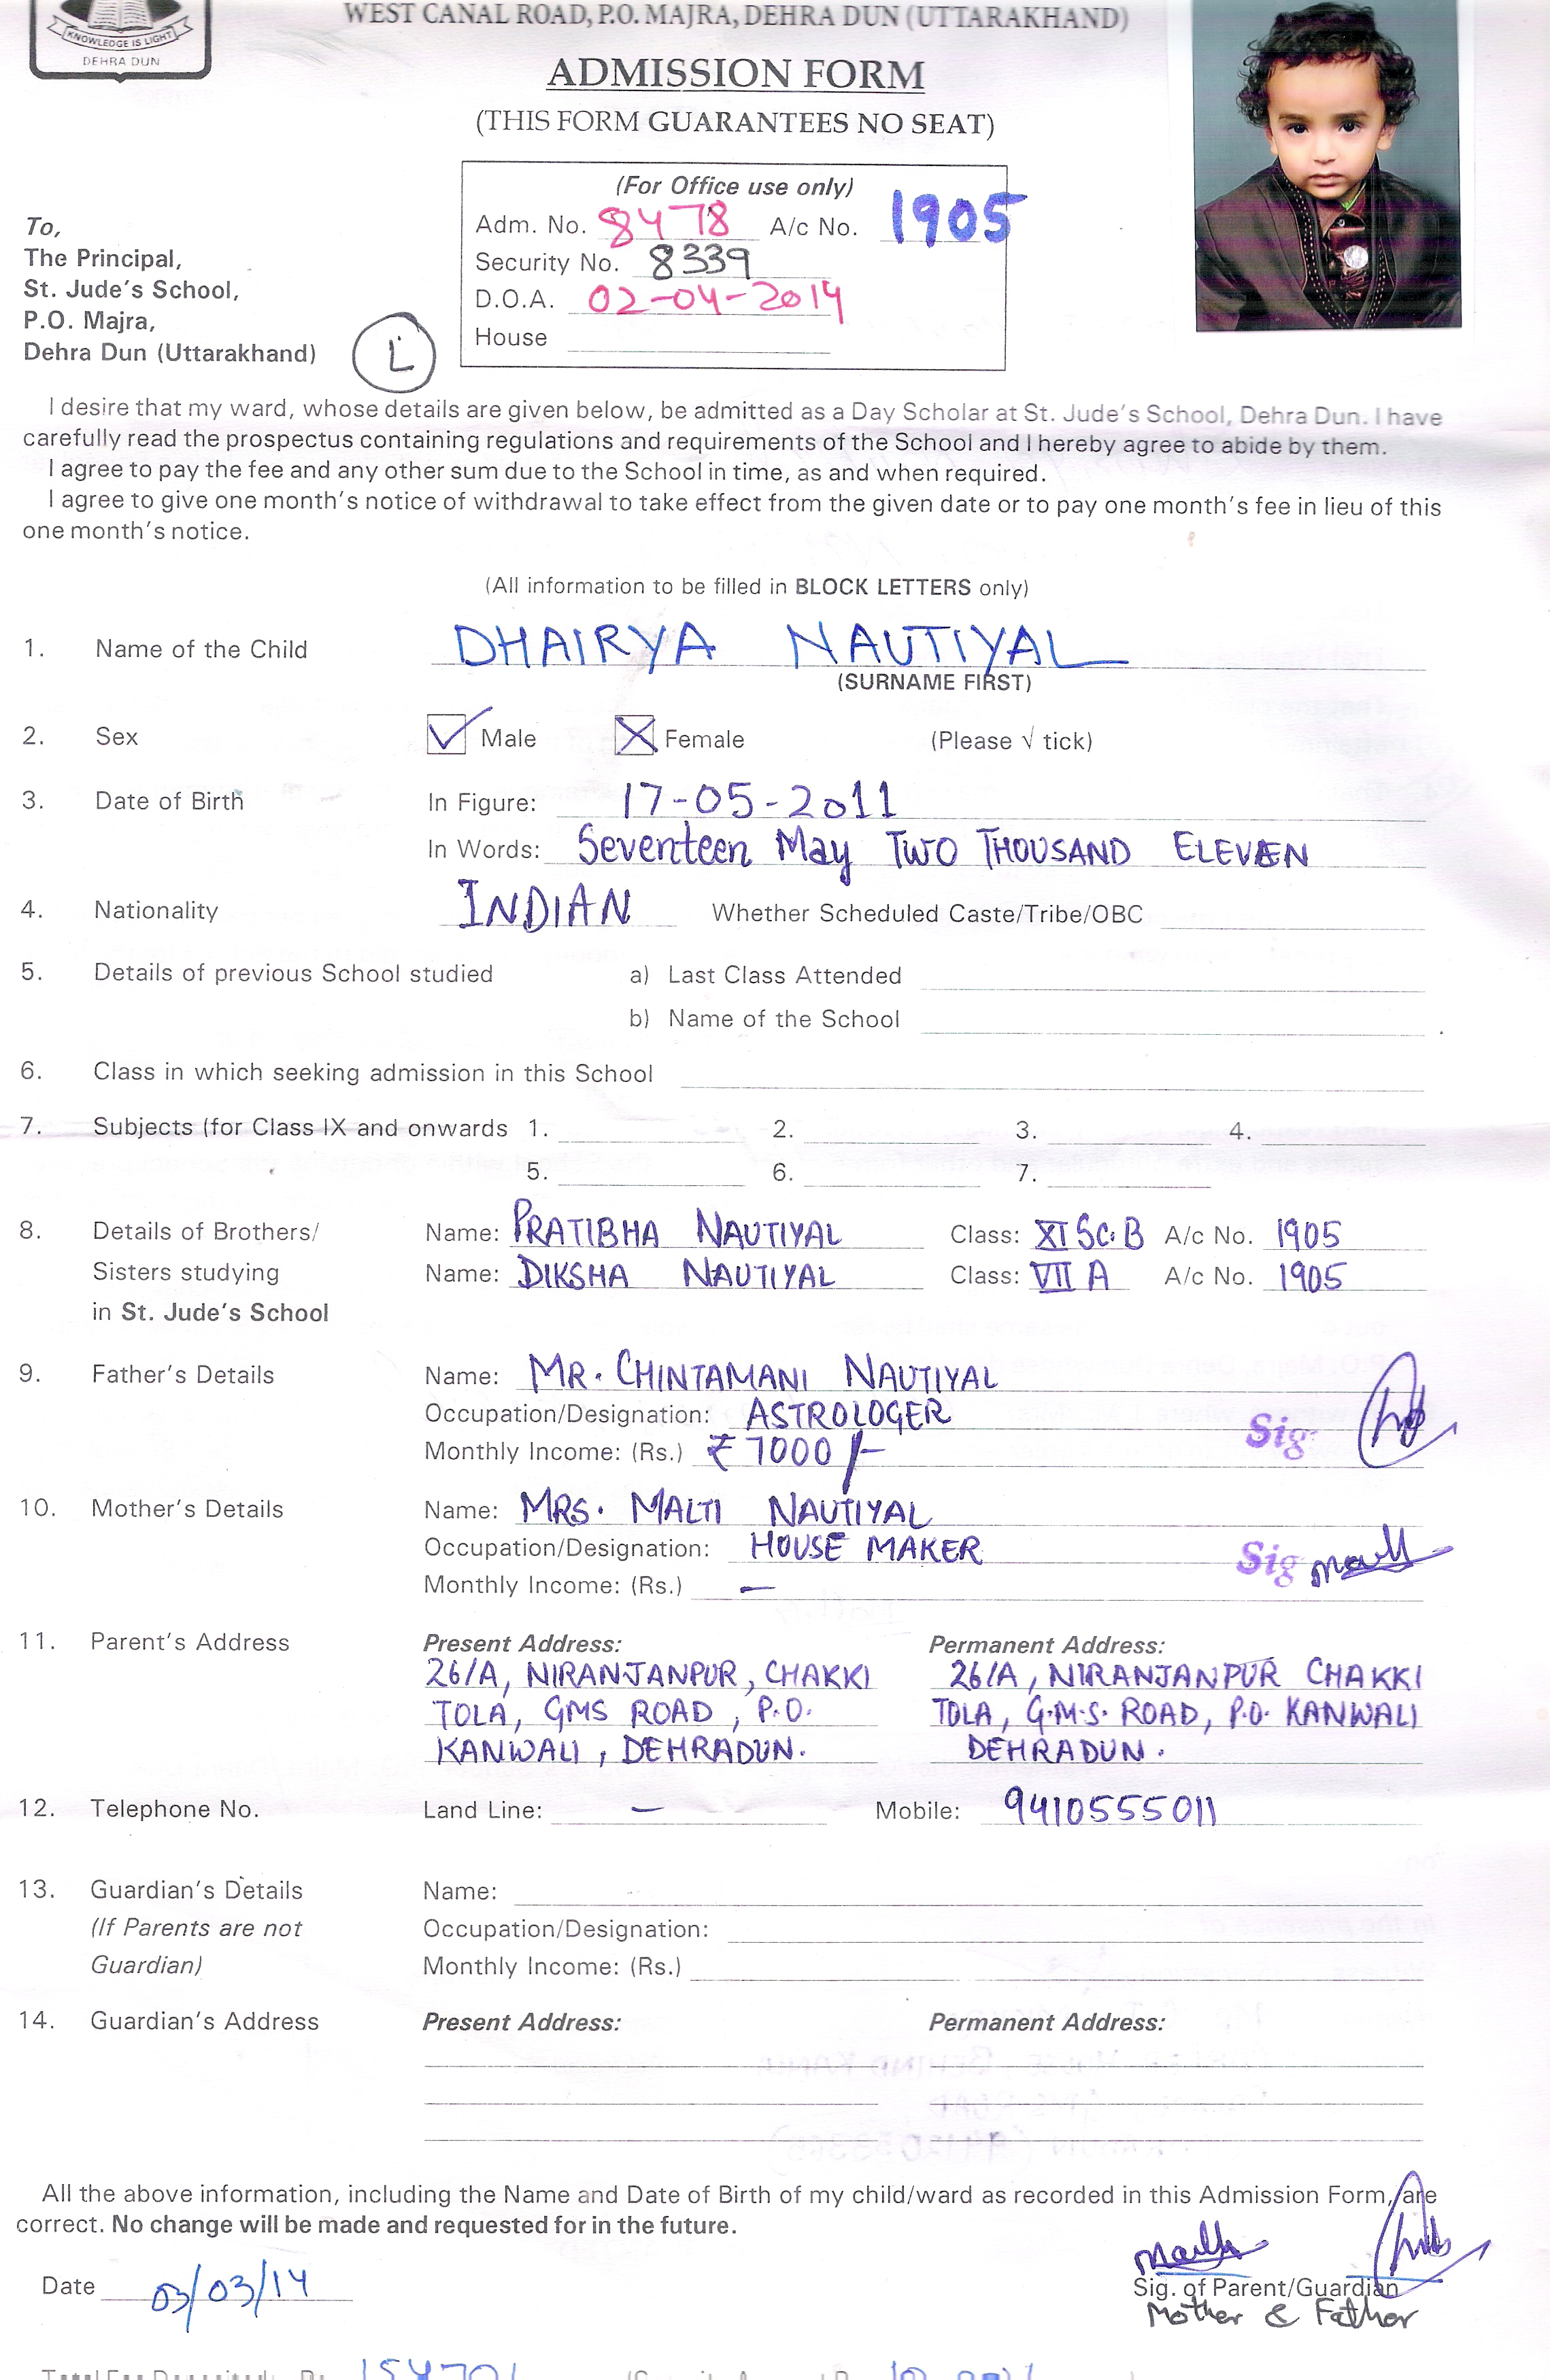 WEST CANAL ROAD, P.O. MAJRA, DEHRA DUN (UTTARAKHAND)
KNOWLEDGE IS LIGHT
DEHRA DUN
ADMISSION FORM
(THIS FORM GUARANTEES NO SEAT)
(For Office use only)
Adm. No. 8478 A/c No. 1905
Security No. 8339
D.O.A. 02-04-2014
House
To,
The Principal,
St. Jude's School,
P.O. Majra,
Dehra Dun (Uttarakhand)
L
I desire that my ward, whose details are given below, be admitted as a Day Scholar at St. Jude's School, Dehra Dun. I have
carefully read the prospectus containing regulations and requirements of the School and I hereby agree to abide by them.
I agree to pay the fee and any other sum due to the School in time, as and when required.
I agree to give one month's notice of withdrawal to take effect from the given date or to pay one month's fee in lieu of this
one month's notice.
(All information to be filled in BLOCK LETTERS only)
1. Name of the Child DHAIRYA NAUTIYAL
(SURNAME FIRST)
2. Sex Male Female (Please √ tick)
3. Date of Birth In Figure: 17-05-2011
In Words: Seventeen May TWO THOUSAND ELEVEN
4. Nationality INDIAN Whether Scheduled Caste/Tribe/OBC
5. Details of previous School studied a) Last Class Attended
b) Name of the School
6. Class in which seeking admission in this School
7. Subjects (for Class IX and onwards 1. 2. 3. 4.
5. 6. 7.
8. Details of Brothers/ Name: PRATIBHA NAUTIYAL Class: XI Sc.B A/c No. 1905
Sisters studying Name: DIKSHA NAUTIYAL Class: VII A A/c No. 1905
in St. Jude's School
9. Father's Details Name: MR. CHINTAMANI NAUTIYAL
Occupation/Designation: ASTROLOGER Sig.
Monthly Income: (Rs.) ₹ 7000/-
10. Mother's Details Name: MRS. MALTI NAUTIYAL
Occupation/Designation: HOUSE MAKER Sig
Monthly Income: (Rs.) —
11. Parent's Address Present Address: Permanent Address:
26/A, NIRANJANPUR, CHAKKI 26/A, NIRANJANPUR CHAKKI
TOLA, GMS ROAD, P.O. TOLA, G.M.S. ROAD, P.O. KANWALI
KANWALI, DEHRADUN. DEHRADUN.
12. Telephone No. Land Line: — Mobile: 9410555011
13. Guardian's Details Name:
(If Parents are not Occupation/Designation:
Guardian) Monthly Income: (Rs.)
14. Guardian's Address Present Address: Permanent Address:
All the above information, including the Name and Date of Birth of my child/ward as recorded in this Admission Form, are
correct. No change will be made and requested for in the future.
Date 03/03/14
Sig. of Parent/Guardian
Mother & Father